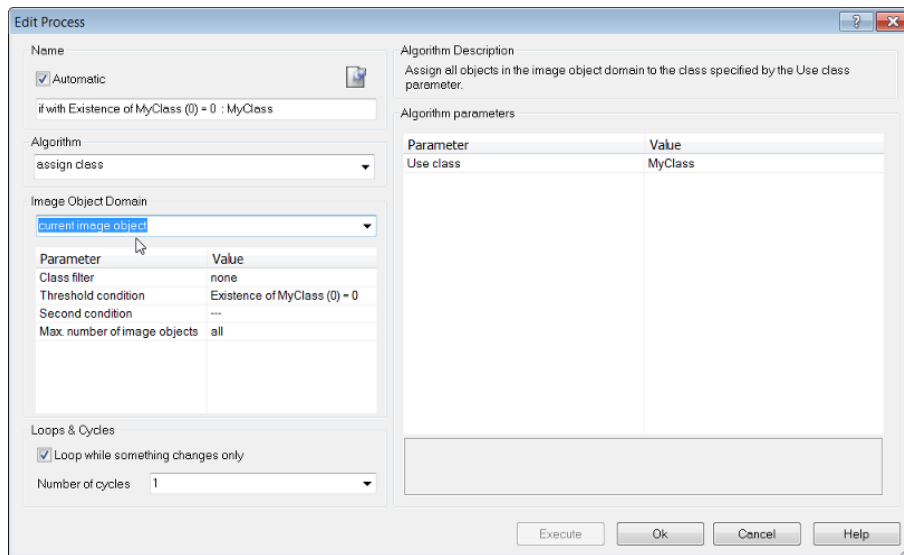 Edit Process
Name
Automatic
if with Existence of MyClass (0) = 0 : MyClass
Algorithm
assign class
Image Object Domain
current image object
Parameter Value
Class filter none
Threshold condition Existence of MyClass (0) = 0
Second condition ---
Max. number of image objects all
Loops & Cycles
Loop while something changes only
Number of cycles 1
Algorithm Description
Assign all objects in the image object domain to the class specified by the Use class
parameter.
Algorithm parameters
Parameter Value
Use class MyClass
Execute Ok Cancel Help